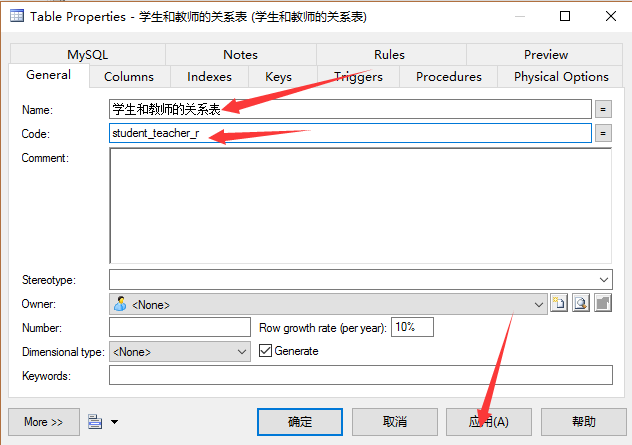 Table Properties - 学生和教师的关系表 (学生和教师的关系表)
MySQL Notes Rules Preview
General Columns Indexes Keys Triggers Procedures Physical Options
Name: 学生和教师的关系表 =
Code: student_teacher_r =
Comment:
Stereotype:
Owner: <None>
Number: Row growth rate (per year): 10%
Dimensional type: <None> Generate
Keywords:
More >> 确定 取消 应用(A) 帮助